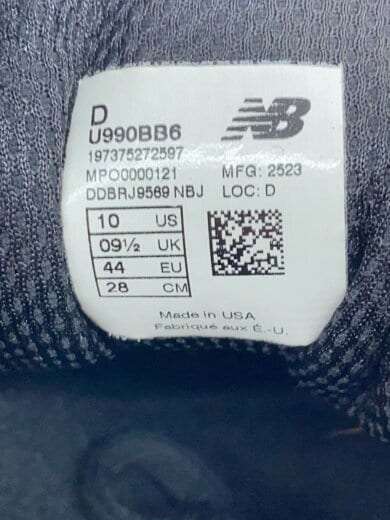 D
NB
U990BB6
197375272597
MPO0000121 MFG: 2523
DDBRJ9569 NBJ LOC: D
10 US
09½ UK
44 EU
28 CM
Made in USA
Fabriqué aux É.-U.